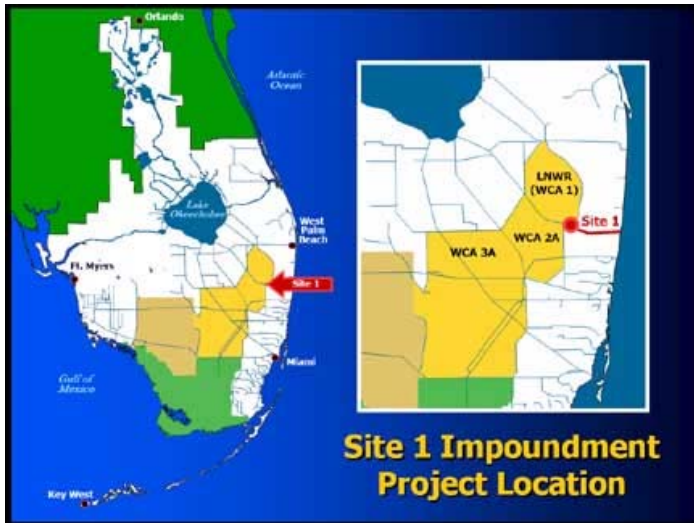 Orlando
Atlantic
Ocean
Lake
Okeechobee
West
Palm
Beach
Ft. Myers
Site 1
Miami
Gulf of
Mexico
Key West
LNWR
(WCA 1)
Site 1
WCA 2A
WCA 3A
Site 1 Impoundment
Project Location